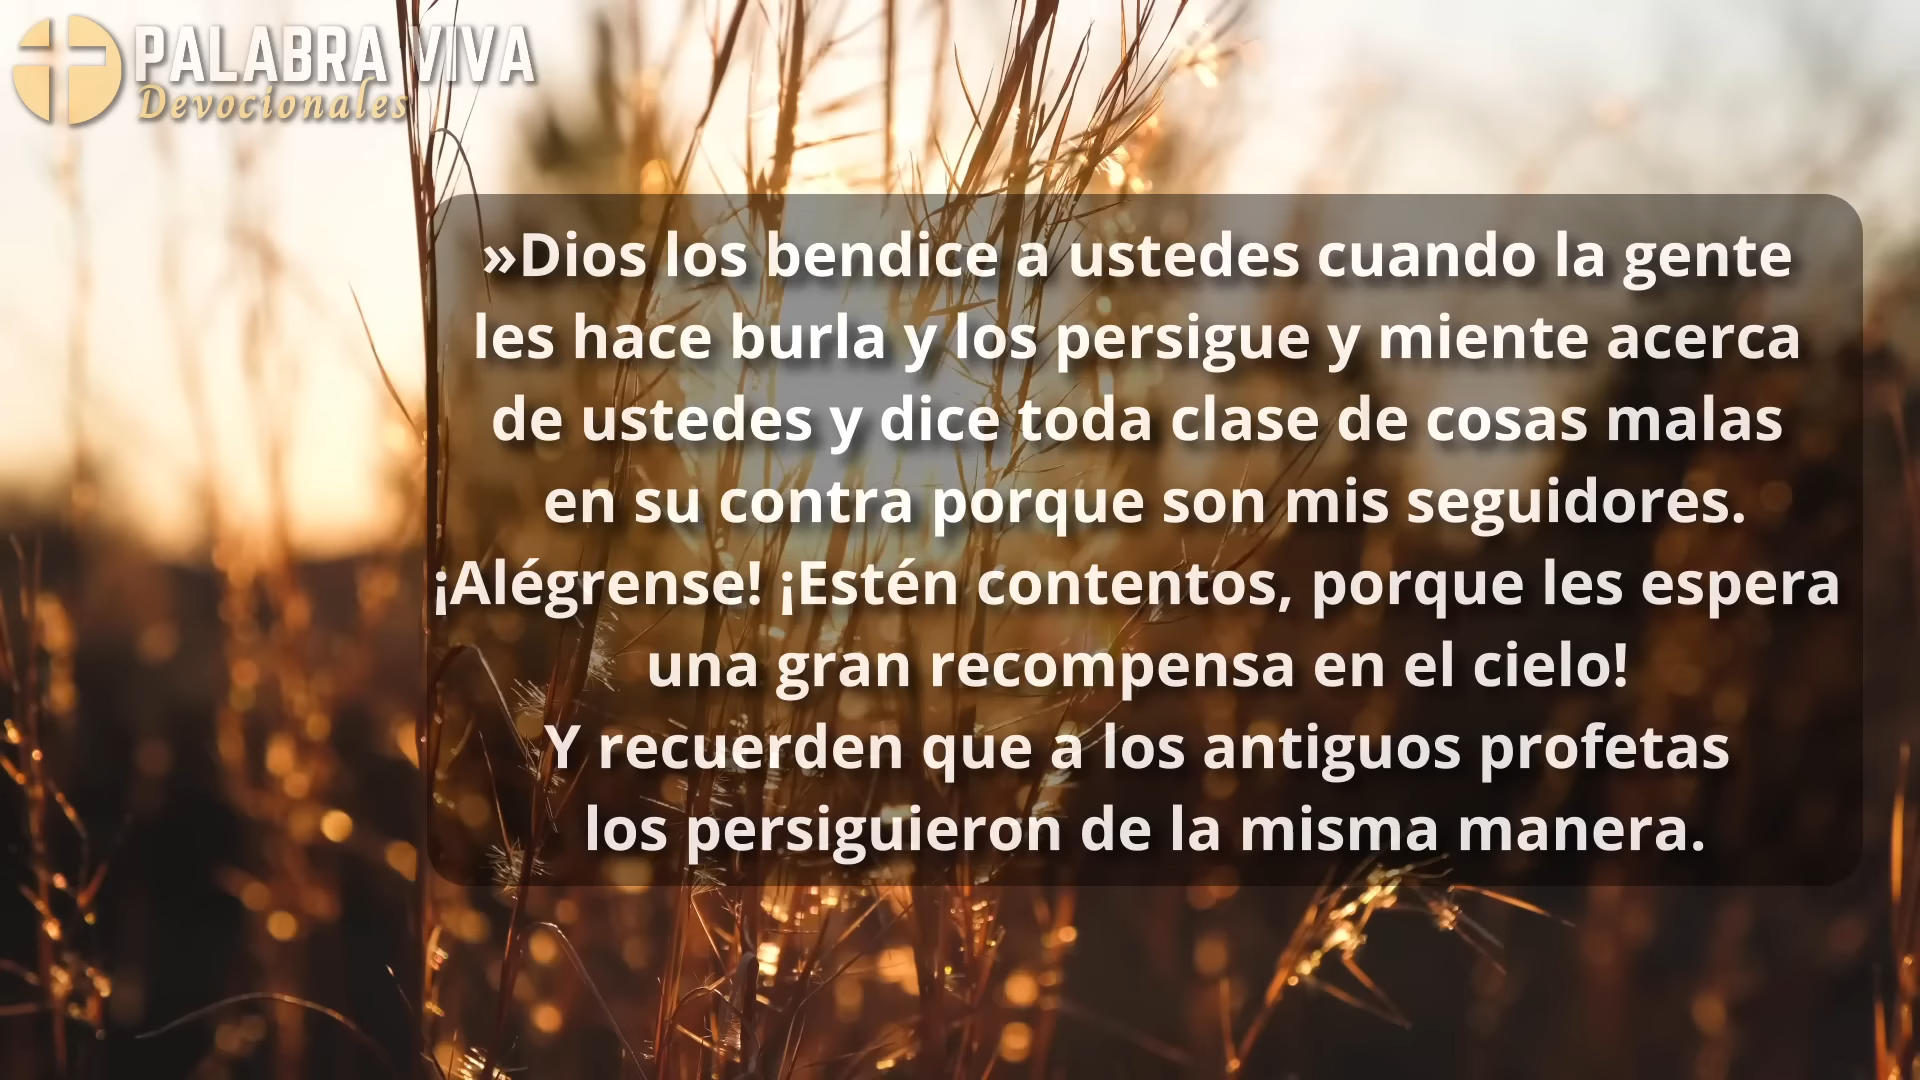 PALABRA VIVA
Devocionales
»Dios los bendice a ustedes cuando la gente
les hace burla y los persigue y miente acerca
de ustedes y dice toda clase de cosas malas
en su contra porque son mis seguidores.
¡Alégrense! ¡Estén contentos, porque les espera
una gran recompensa en el cielo!
Y recuerden que a los antiguos profetas
los persiguieron de la misma manera.